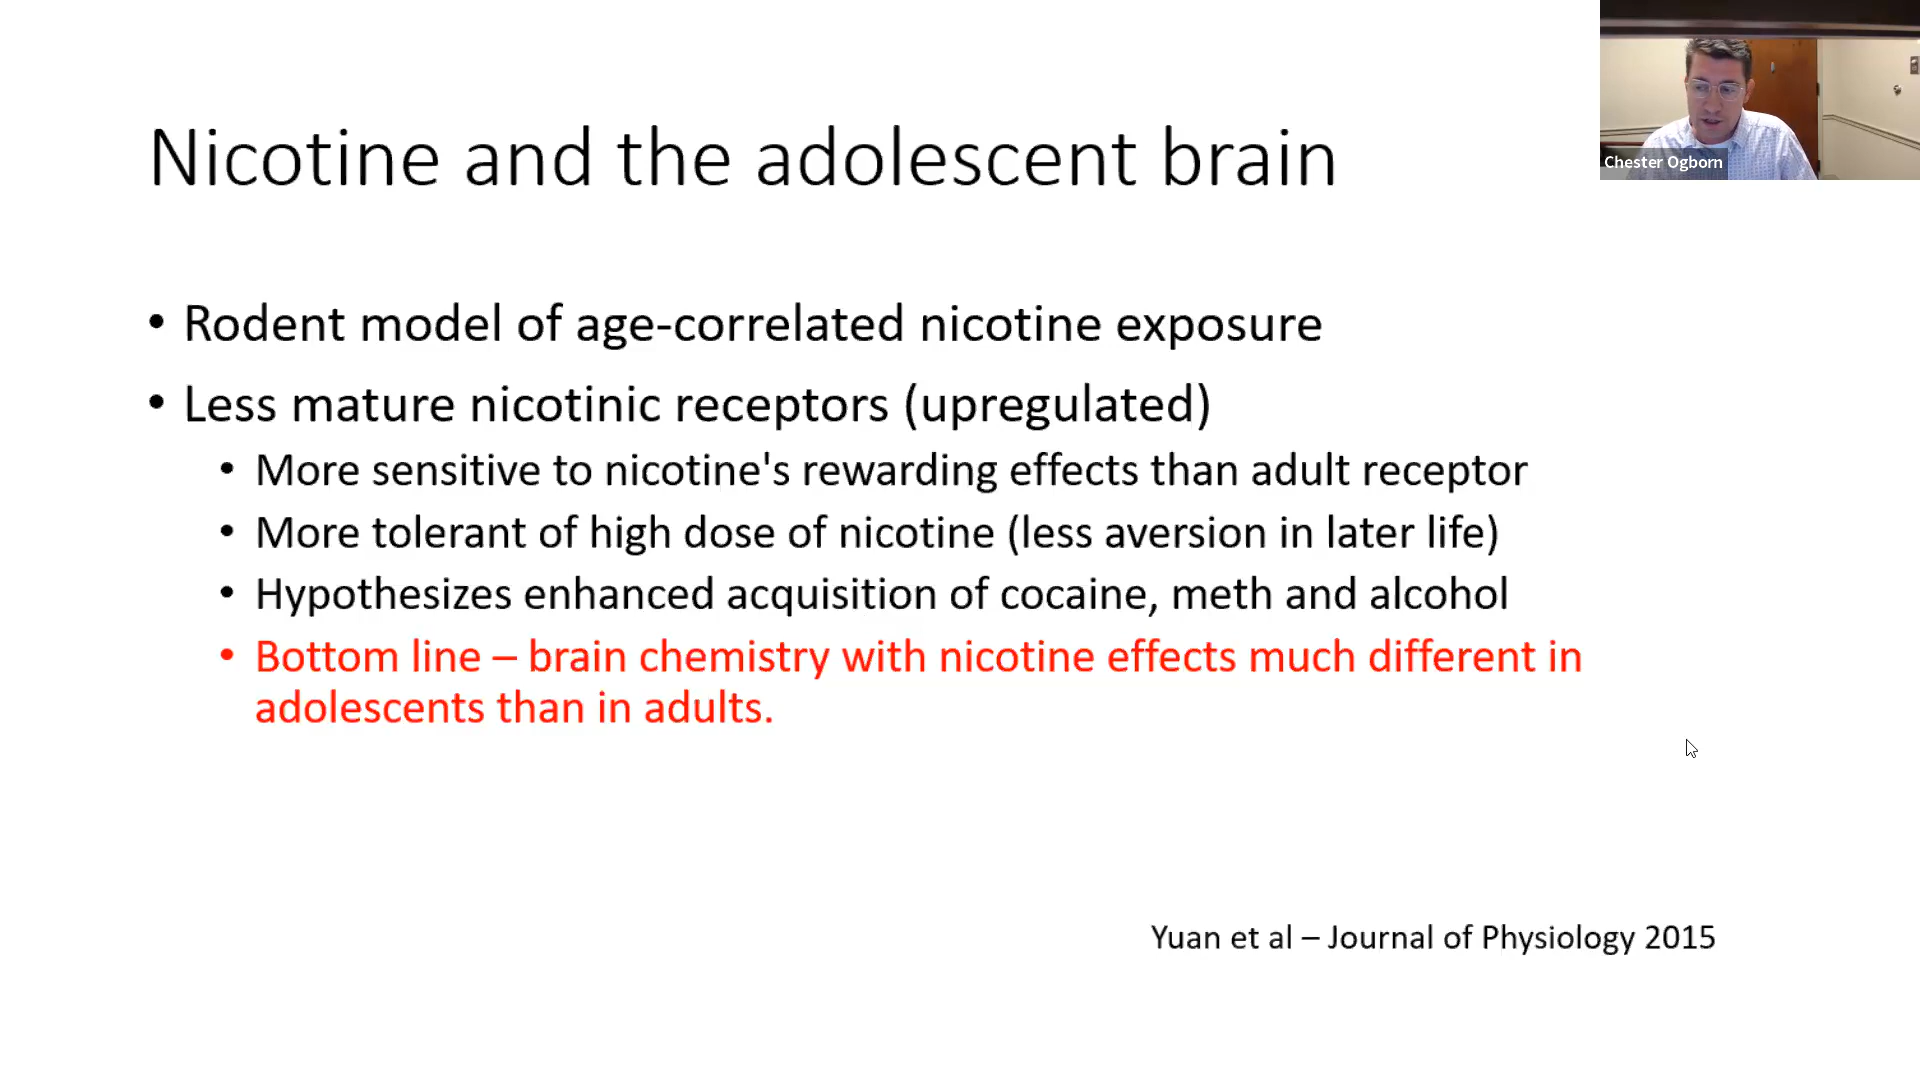 Chester Ogborn
Nicotine and the adolescent brain
• Rodent model of age-correlated nicotine exposure
• Less mature nicotinic receptors (upregulated)
• More sensitive to nicotine's rewarding effects than adult receptor
• More tolerant of high dose of nicotine (less aversion in later life)
• Hypothesizes enhanced acquisition of cocaine, meth and alcohol
• Bottom line – brain chemistry with nicotine effects much different in
adolescents than in adults.
Yuan et al – Journal of Physiology 2015